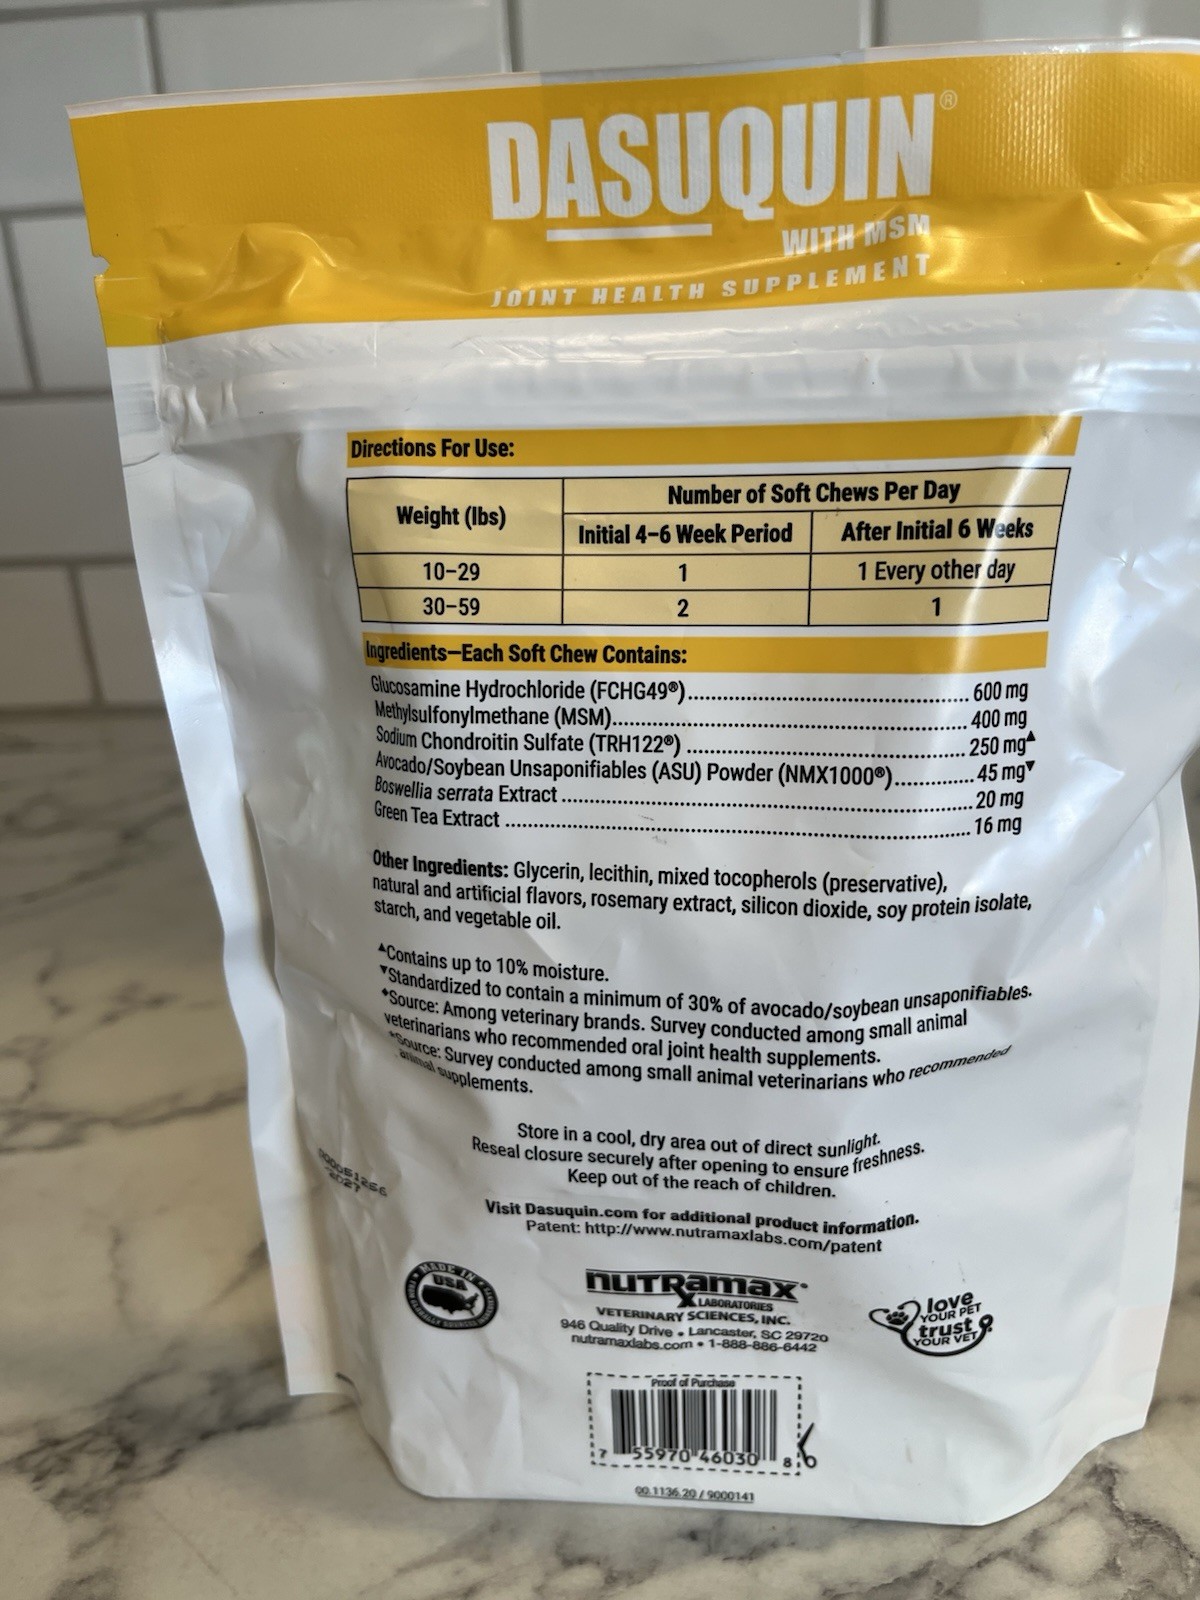 DASUQUIN®
WITH MSM
JOINT HEALTH SUPPLEMENT
Directions For Use:
Weight (lbs)
Number of Soft Chews Per Day
Initial 4–6 Week Period
After Initial 6 Weeks
10–29 1 1 Every other day
30–59 2 1
Ingredients—Each Soft Chew Contains:
Glucosamine Hydrochloride (FCHG49®)........ 600 mg
Methylsulfonylmethane (MSM)........ 400 mg
Sodium Chondroitin Sulfate (TRH122®) ........ 250 mg▲
Avocado/Soybean Unsaponifiables (ASU) Powder (NMX1000®)........ 45 mg▼
Boswellia serrata Extract ........ 20 mg
Green Tea Extract ........ 16 mg
Other Ingredients: Glycerin, lecithin, mixed tocopherols (preservative),
natural and artificial flavors, rosemary extract, silicon dioxide, soy protein isolate,
starch, and vegetable oil.
▲Contains up to 10% moisture.
▼Standardized to contain a minimum of 30% of avocado/soybean unsaponifiables.
Source: Among veterinary brands. Survey conducted among small animal
veterinarians who recommended oral joint health supplements.
Source: Survey conducted among small animal veterinarians who recommended
animal supplements.
Store in a cool, dry area out of direct sunlight.
Reseal closure securely after opening to ensure freshness.
Keep out of the reach of children.
Visit Dasuquin.com for additional product information.
Patent: http://www.nutramaxlabs.com/patent
2027
MADE IN
USA
nutramax
LABORATORIES
VETERINARY SCIENCES, INC.
946 Quality Drive • Lancaster, SC 29720
nutramaxlabs.com • 1-888-886-6442
love
YOUR PET
trust
YOUR VET
Proof of Purchase
7 55970 46030 8
00.1136.20 / 9000141